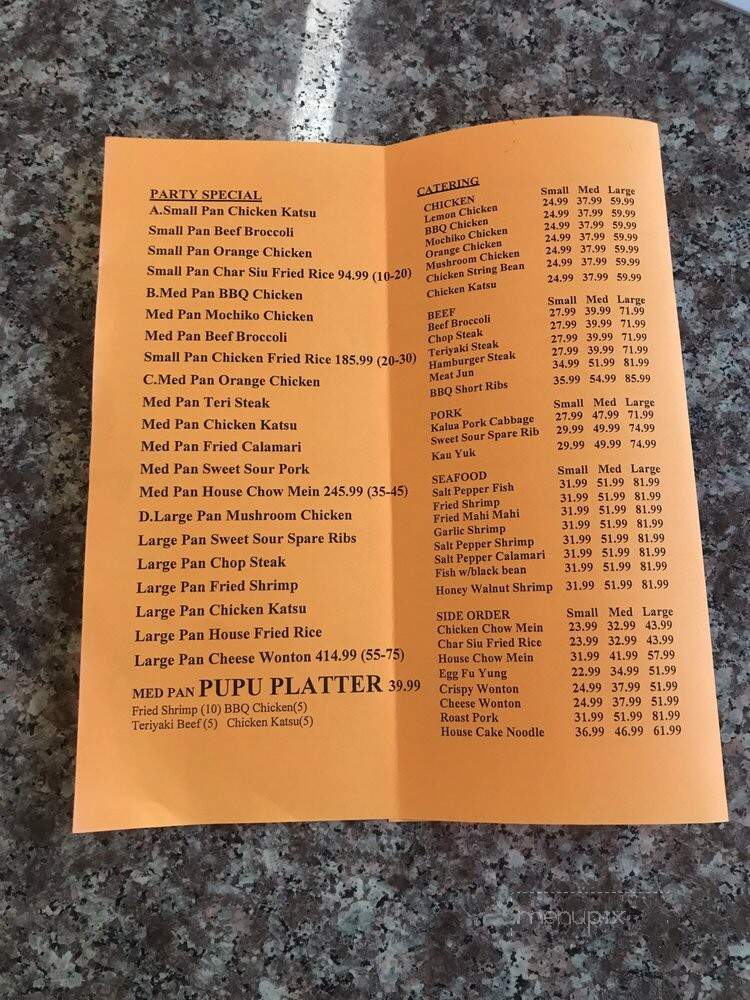 PARTY SPECIAL
A.Small Pan Chicken Katsu
Small Pan Beef Broccoli
Small Pan Orange Chicken
Small Pan Char Siu Fried Rice 94.99 (10-20)
B.Med Pan BBQ Chicken
Med Pan Mochiko Chicken
Med Pan Beef Broccoli
Small Pan Chicken Fried Rice 185.99 (20-30)
C.Med Pan Orange Chicken
Med Pan Teri Steak
Med Pan Chicken Katsu
Med Pan Fried Calamari
Med Pan Sweet Sour Pork
Med Pan House Chow Mein 245.99 (35-45)
D.Large Pan Mushroom Chicken
Large Pan Sweet Sour Spare Ribs
Large Pan Chop Steak
Large Pan Fried Shrimp
Large Pan Chicken Katsu
Large Pan House Fried Rice
Large Pan Cheese Wonton 414.99 (55-75)
MED PAN PUPU PLATTER 39.99
Fried Shrimp (10) BBQ Chicken(5)
Teriyaki Beef (5) Chicken Katsu(5)
CATERING
CHICKEN Small Med Large
Lemon Chicken 24.99 37.99 59.99
BBQ Chicken 24.99 37.99 59.99
Mochiko Chicken 24.99 37.99 59.99
Orange Chicken 24.99 37.99 59.99
Mushroom Chicken 24.99 37.99 59.99
Chicken String Bean 24.99 37.99 59.99
Chicken Katsu 24.99 37.99 59.99
BEEF Small Med Large
Beef Broccoli 27.99 39.99 71.99
Chop Steak 27.99 39.99 71.99
Teriyaki Steak 27.99 39.99 71.99
Hamburger Steak 27.99 39.99 71.99
Meat Jun 34.99 51.99 81.99
BBQ Short Ribs 35.99 54.99 85.99
PORK Small Med Large
Kalua Pork Cabbage 27.99 47.99 71.99
Sweet Sour Spare Rib 29.99 49.99 74.99
Kau Yuk 29.99 49.99 74.99
SEAFOOD Small Med Large
Salt Pepper Fish 31.99 51.99 81.99
Fried Shrimp 31.99 51.99 81.99
Fried Mahi Mahi 31.99 51.99 81.99
Garlic Shrimp 31.99 51.99 81.99
Salt Pepper Shrimp 31.99 51.99 81.99
Salt Pepper Calamari 31.99 51.99 81.99
Fish w/black bean 31.99 51.99 81.99
Honey Walnut Shrimp 31.99 51.99 81.99
SIDE ORDER Small Med Large
Chicken Chow Mein 23.99 32.99 43.99
Char Siu Fried Rice 23.99 32.99 43.99
House Chow Mein 31.99 41.99 57.99
Egg Fu Yung 22.99 34.99 51.99
Crispy Wonton 24.99 37.99 51.99
Cheese Wonton 24.99 37.99 51.99
Roast Pork 31.99 51.99 81.99
House Cake Noodle 36.99 46.99 61.99
menupix